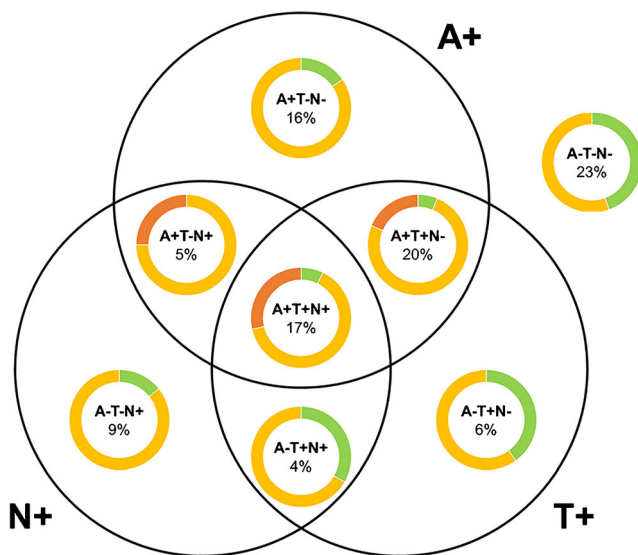 A+
A+T-N-
16%
A-T-N-
23%
A+T-N+
5%
A+T+N-
20%
A+T+N+
17%
A-T-N+
9%
A-T+N+
4%
A-T+N-
6%
N+
T+